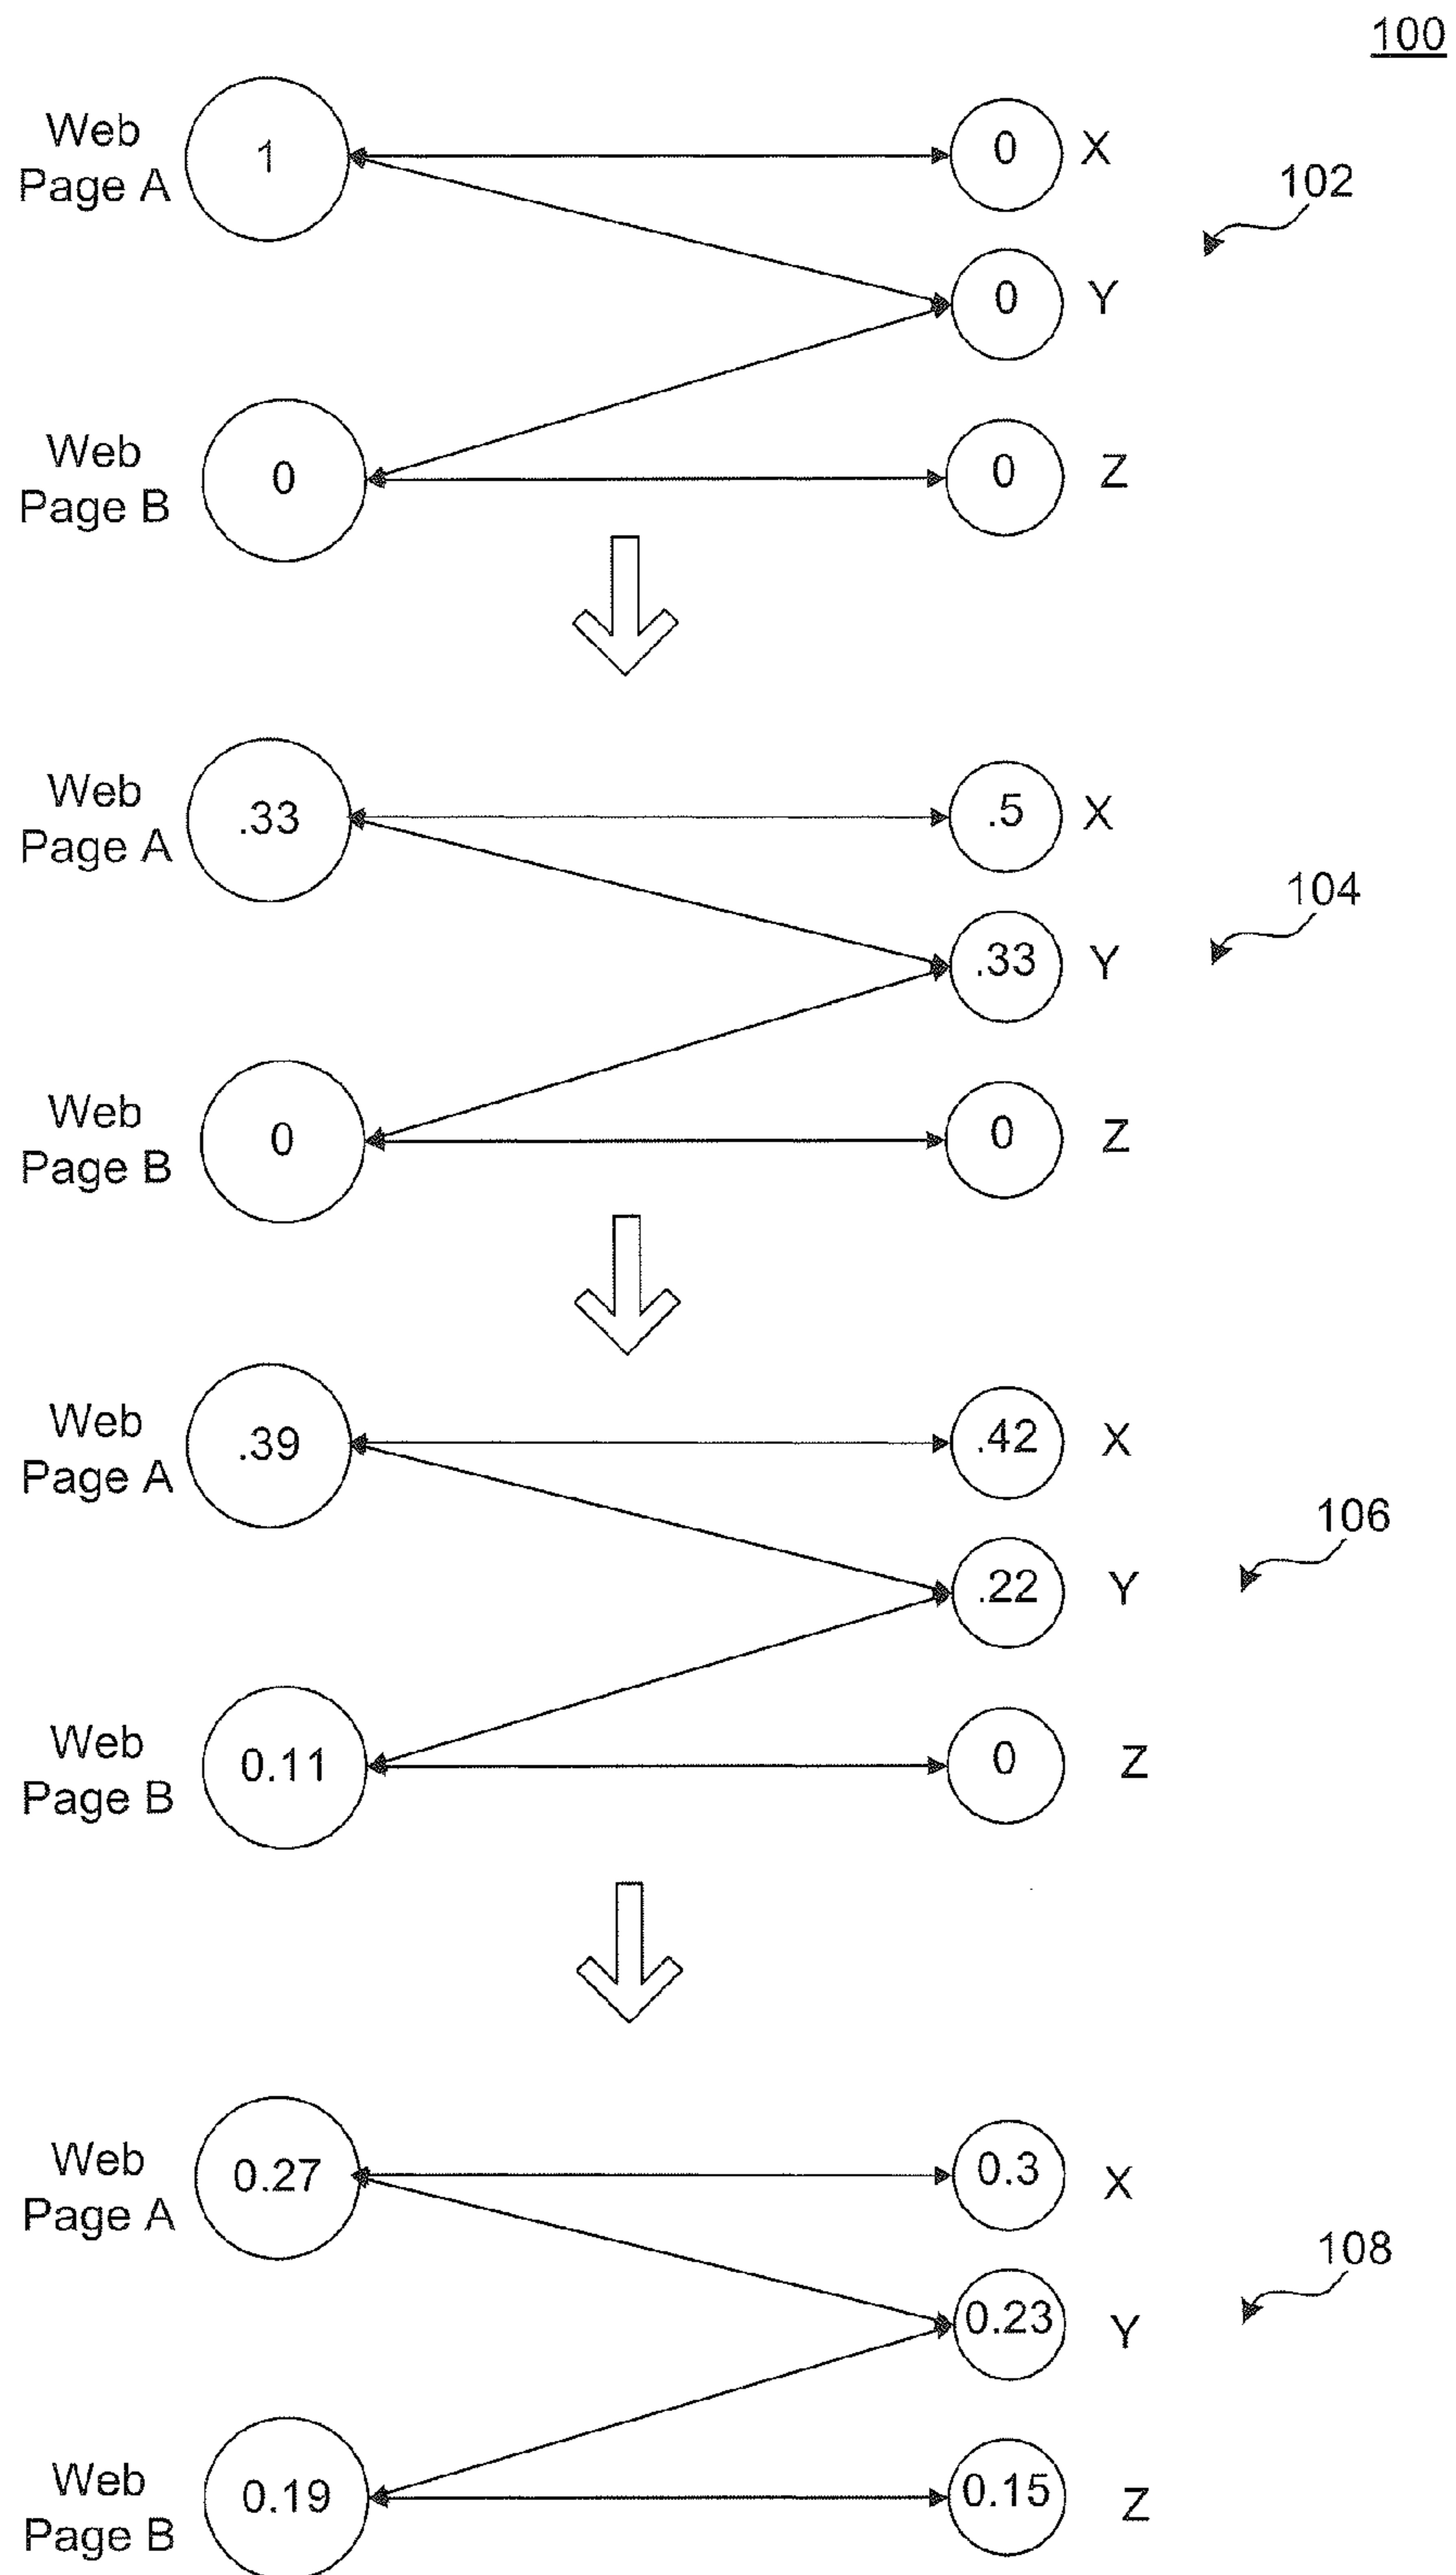 100
Web
Page A
1
0
X
102
0
Y
Web
Page B
0
0
Z
Web
Page A
.33
.5
X
104
.33
Y
Web
Page B
0
0
Z
Web
Page A
.39
.42
X
106
.22
Y
Web
Page B
0.11
0
Z
Web
Page A
0.27
0.3
X
108
0.23
Y
Web
Page B
0.19
0.15
Z